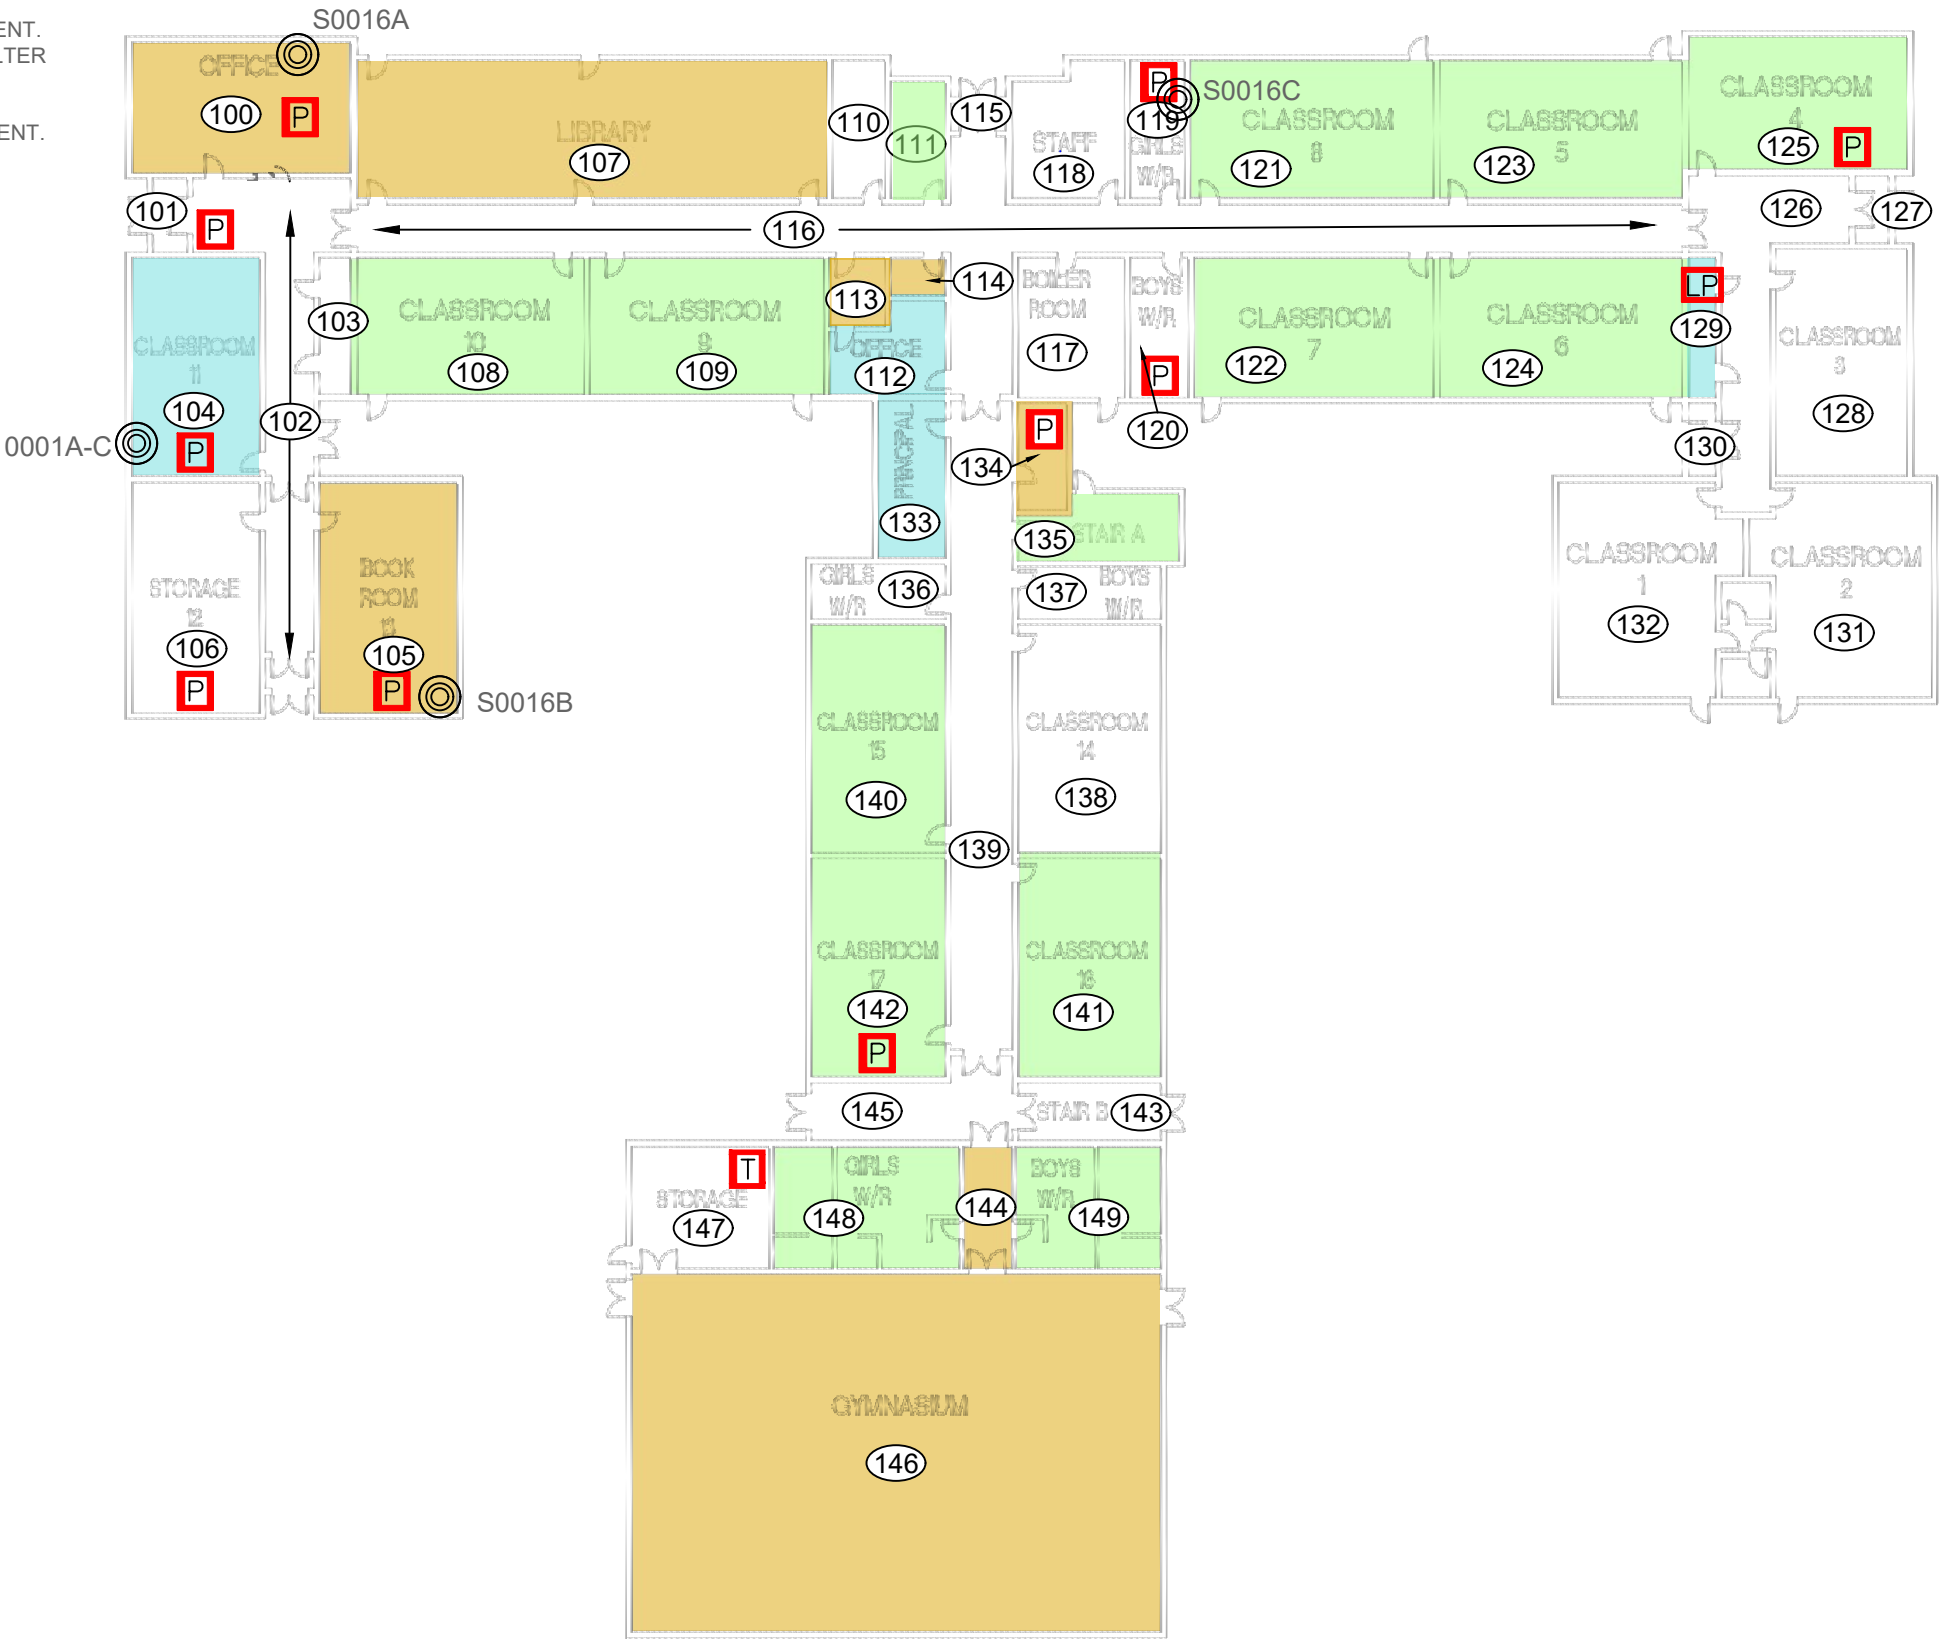 S0016A
ENT.
LTER
ENT.
OFFICE
100
P
LIBRARY
107
110
111
115
STAFF
118
P
S0016C
119
GIRLS
W/R
CLASSROOM
8
121
CLASSROOM
5
123
CLASSROOM
4
125
P
101
P
116
126
127
CLASSROOM
11
104
P
0001A-C
102
103
CLASSROOM
10
108
CLASSROOM
9
109
113
114
OFFICE
112
BOILER
ROOM
117
BOYS
W/R
P
120
CLASSROOM
7
122
CLASSROOM
6
124
LP
129
130
CLASSROOM
3
128
PRINCIPAL
133
P
134
135
STAIR A
STORAGE
12
106
P
BOOK
ROOM
13
105
P
S0016B
CLASSROOM
1
132
CLASSROOM
2
131
GIRLS
W/R
136
137
BOYS
W/R
CLASSROOM
15
140
CLASSROOM
14
138
139
CLASSROOM
17
142
P
CLASSROOM
16
141
145
STAIR B
143
T
STORAGE
147
GIRLS
W/R
148
144
BOYS
W/R
149
GYMNASIUM
146